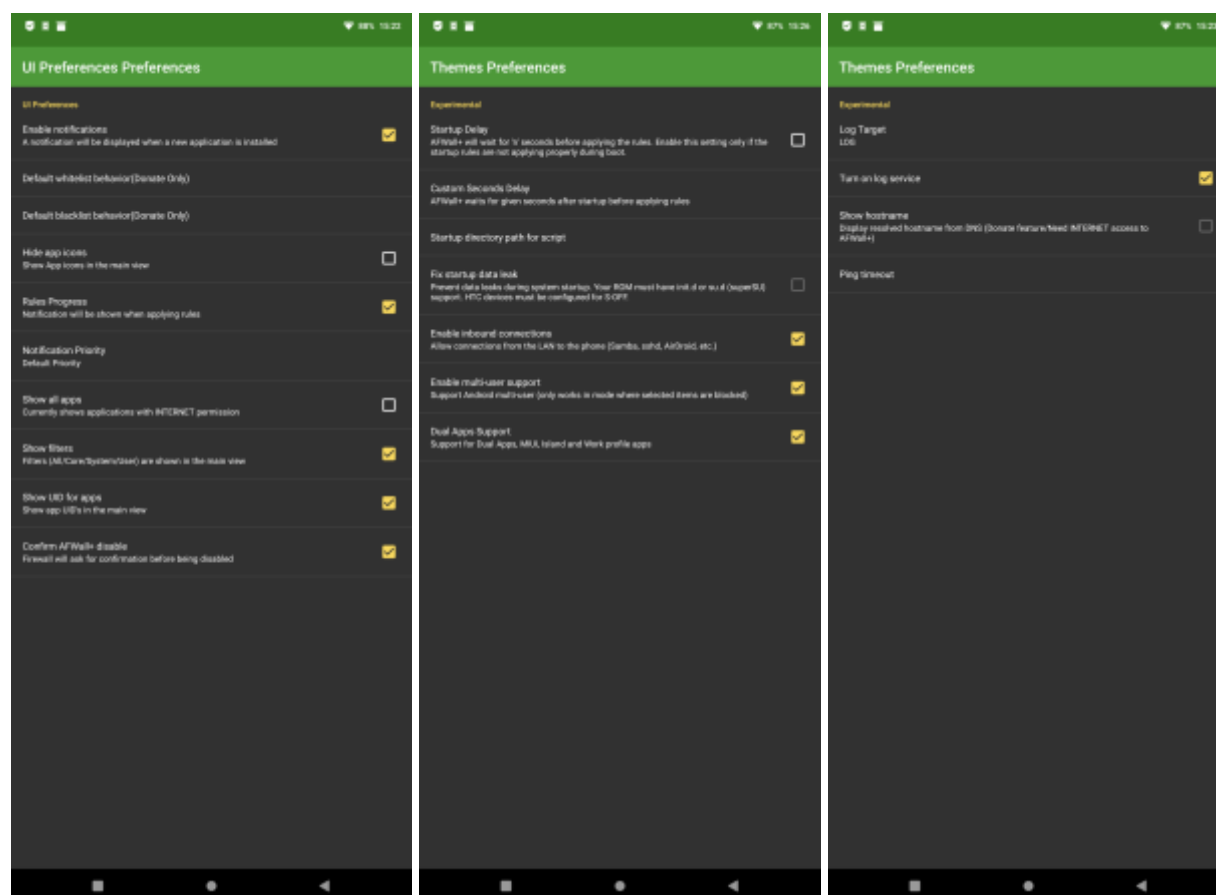 88% 15:23
UI Preferences Preferences
UI Preferences
Enable notifications
A notification will be displayed when a new application is installed
Default whitelist behavior(Donate Only)
Default blacklist behavior(Donate Only)
Hide app icons
Show App icons in the main view
Rules Progress
Notification will be shown when applying rules
Notification Priority
Default Priority
Show all apps
Currently shows applications with INTERNET permission
Show filters
Filters (All/Core/System/User) are shown in the main view
Show UID for apps
Show app UID's in the main view
Confirm AFWall+ disable
Firewall will ask for confirmation before being disabled
87% 15:26
Themes Preferences
Experimental
Startup Delay
AFWall+ will wait for 'n' seconds before applying the rules. Enable this setting only if the
startup rules are not applying properly during boot.
Custom Seconds Delay
AFWall+ waits for given seconds after startup before applying rules
Startup directory path for script
Fix startup data leak
Prevent data leaks during system startup. Your ROM must have init.d or su.d (superSU)
support. HTC devices must be configured for S-OFF.
Enable inbound connections
Allow connections from the LAN to the phone (Samba, sshd, AirDroid, etc.)
Enable multi-user support
Support Android multi-user (only works in mode where selected items are blocked)
Dual Apps Support
Support for Dual Apps, MIUI, Island and Work profile apps
87% 15:23
Themes Preferences
Experimental
Log Target
LOG
Turn on log service
Show hostname
Display resolved hostname from DNS (Donate feature/Need INTERNET access to
AFWall+)
Ping timeout